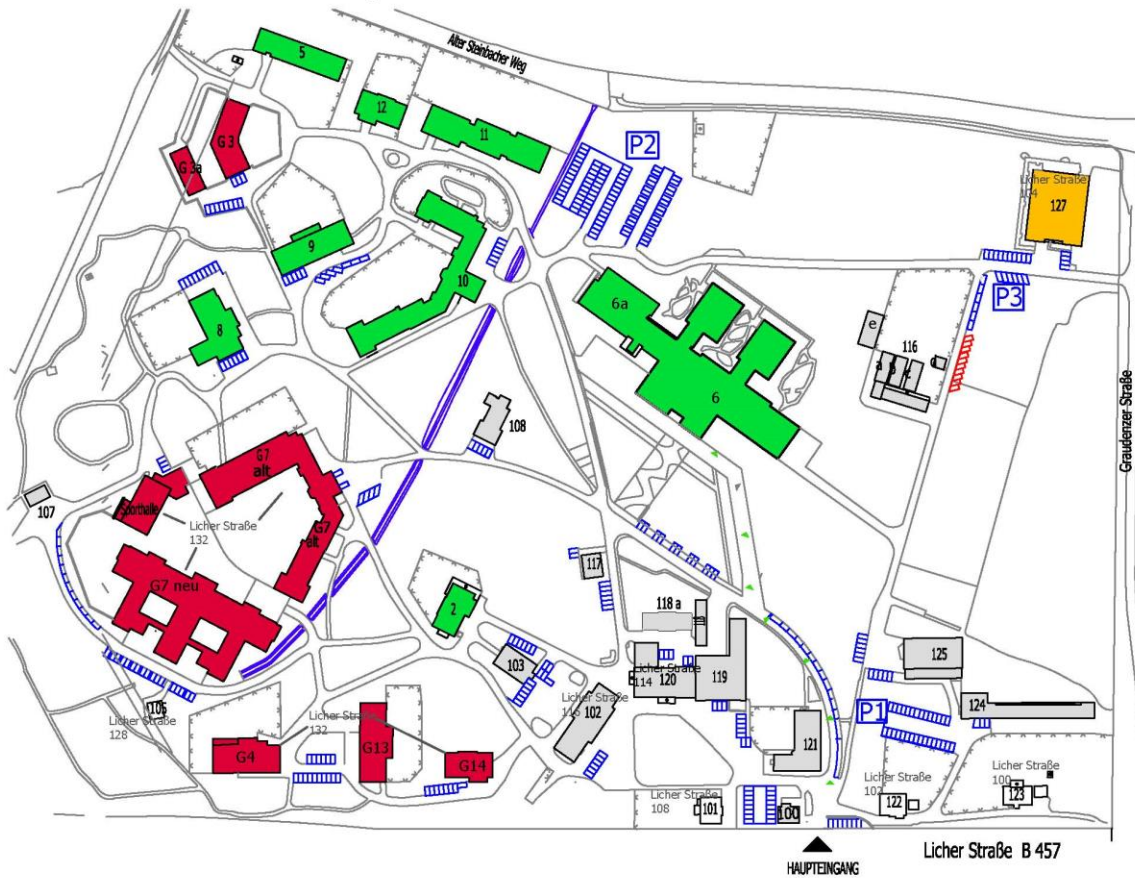 5
Alter Steinbacher Weg
12
11
P2
G 3
G 3a
Licher Straße
104
127
9
10
6a
P3
8
e
116
a
6
108
Graudenzer Straße
G7
alt
107
Sporthalle
Licher Straße
132
G7
alt
G7 neu
117
2
118 a
103
Licher Straße
114
120
119
125
105
Licher Straße
128
Licher Straße
132
Licher Straße
116
102
P1
124
G4
G13
G14
121
Licher Straße
102
Licher Straße
100
Licher Straße
108
101
100
122
123
HAUPTEINGANG
Licher Straße B 457